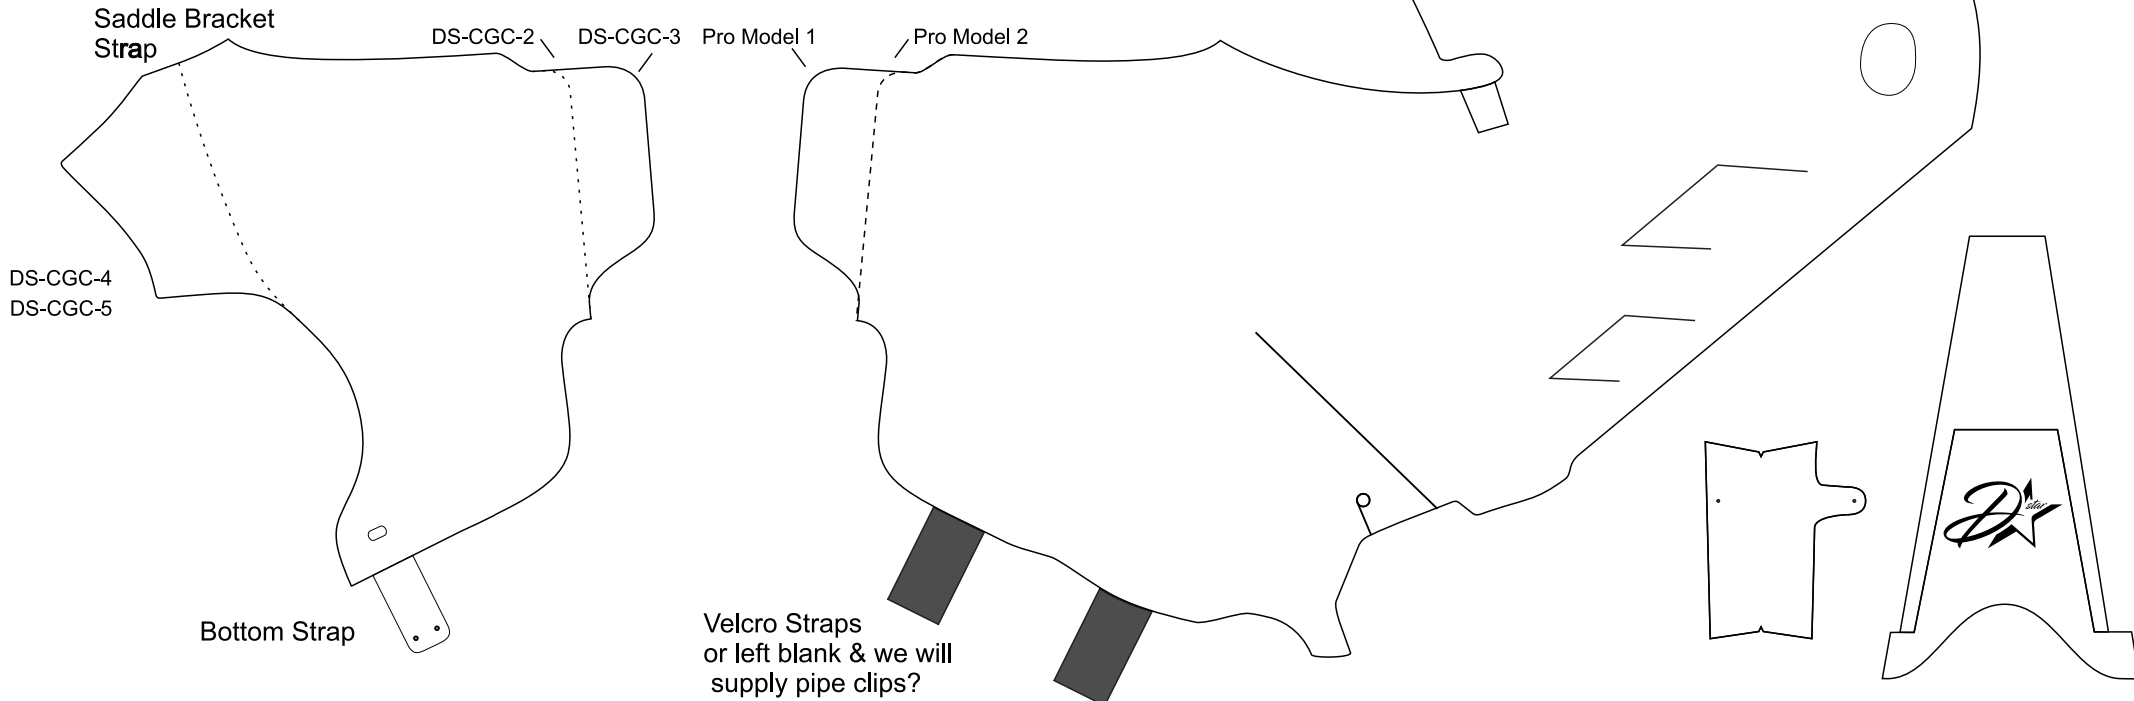 Saddle Bracket
Strap
DS-CGC-2
DS-CGC-3
Pro Model 1
Pro Model 2
DS-CGC-4
DS-CGC-5
Bottom Strap
Velcro Straps
or left blank & we will
supply pipe clips?
D star